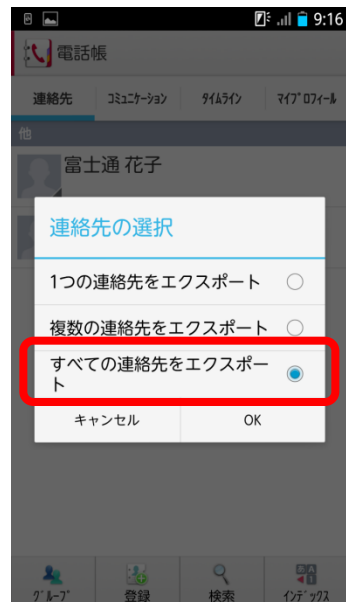 9:16
電話帳
連絡先 コミュニケーション タイムライン マイプロフィール
他
富士通 花子
連絡先の選択
1つの連絡先をエクスポート
複数の連絡先をエクスポート
すべての連絡先をエクスポー
ト
キャンセル OK
グループ 登録 検索 インデックス